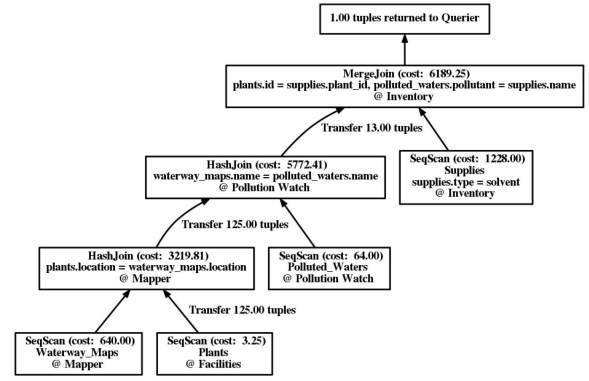 1.00 tuples returned to Querier
MergeJoin (cost:  6189.25)
plants.id = supplies.plant_id, polluted_waters.pollutant = supplies.name
@ Inventory
Transfer 13.00 tuples
HashJoin (cost:  5772.41)
waterway_maps.name = polluted_waters.name
@ Pollution Watch
SeqScan (cost:  1228.00)
Supplies
supplies.type = solvent
@ Inventory
Transfer 125.00 tuples
HashJoin (cost:  3219.81)
plants.location = waterway_maps.location
@ Mapper
SeqScan (cost:  64.00)
Polluted_Waters
@ Pollution Watch
Transfer 125.00 tuples
SeqScan (cost:  640.00)
Waterway_Maps
@ Mapper
SeqScan (cost:  3.25)
Plants
@ Facilities